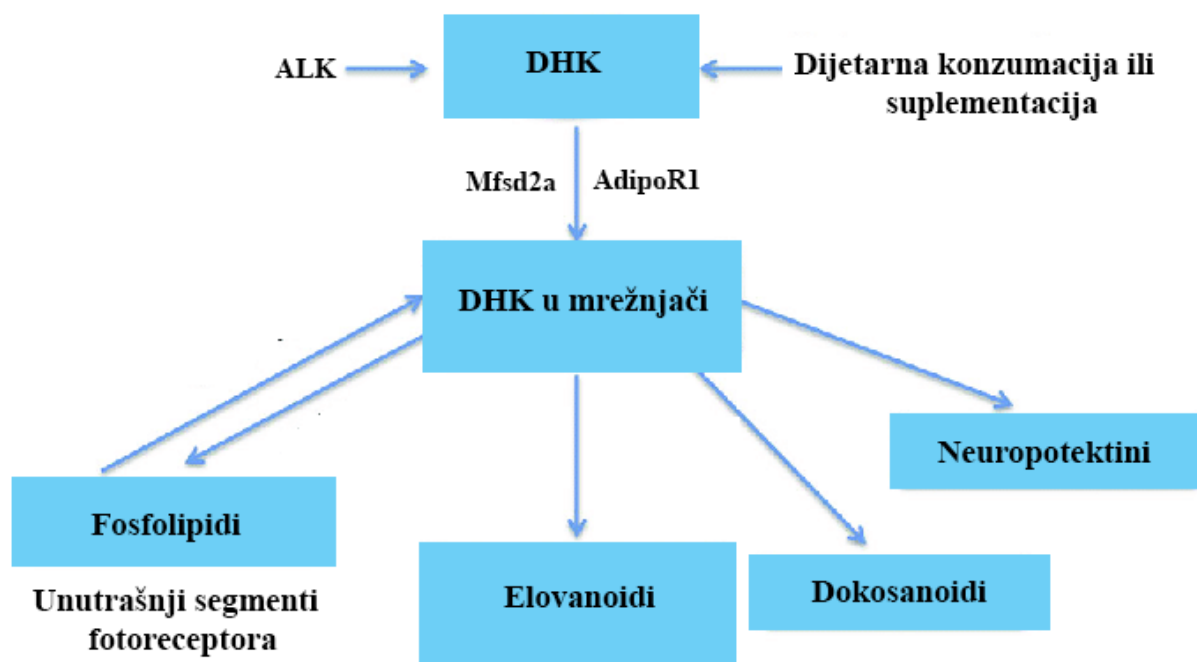 DHK
ALK
Dijetarna konzumacija ili
suplementacija
Mfsd2a
AdipoR1
DHK u mrežnjači
Neuropotektini
Fosfolipidi
Elovanoidi
Dokosanoidi
Unutrašnji segmenti
fotoreceptora